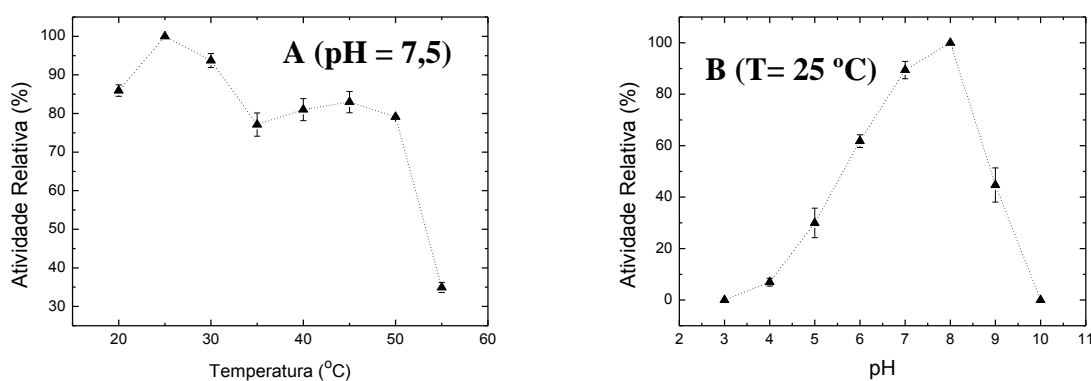 A (pH = 7,5)
Atividade Relativa (%)
100
90
80
70
60
50
40
30
20 30 40 50 60
Temperatura (°C)
B (T= 25 ºC)
Atividade Relativa (%)
100
80
60
40
20
0
2 3 4 5 6 7 8 9 10 11
pH